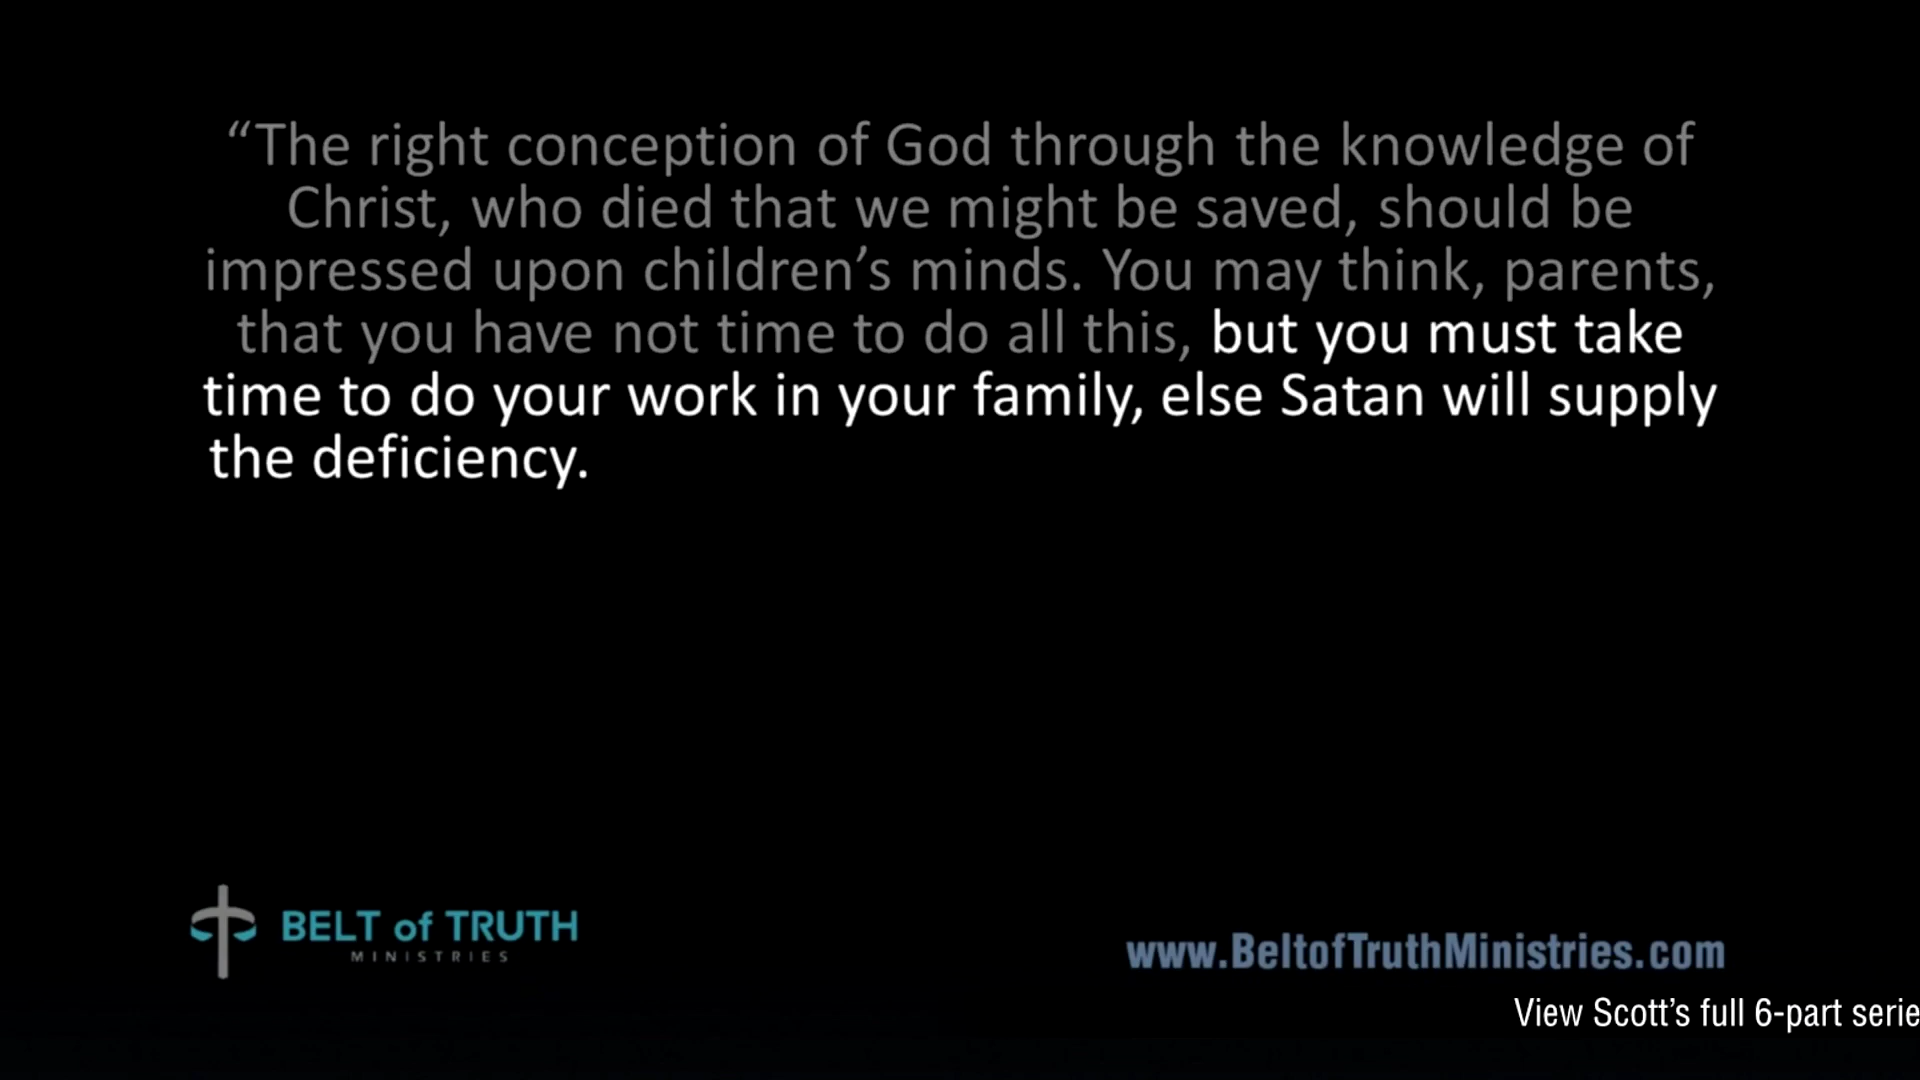 “The right conception of God through the knowledge of
Christ, who died that we might be saved, should be
impressed upon children’s minds. You may think, parents,
that you have not time to do all this, but you must take
time to do your work in your family, else Satan will supply
the deficiency.
BELT of TRUTH
MINISTRIES
www.BeltofTruthMinistries.com
View Scott’s full 6-part serie